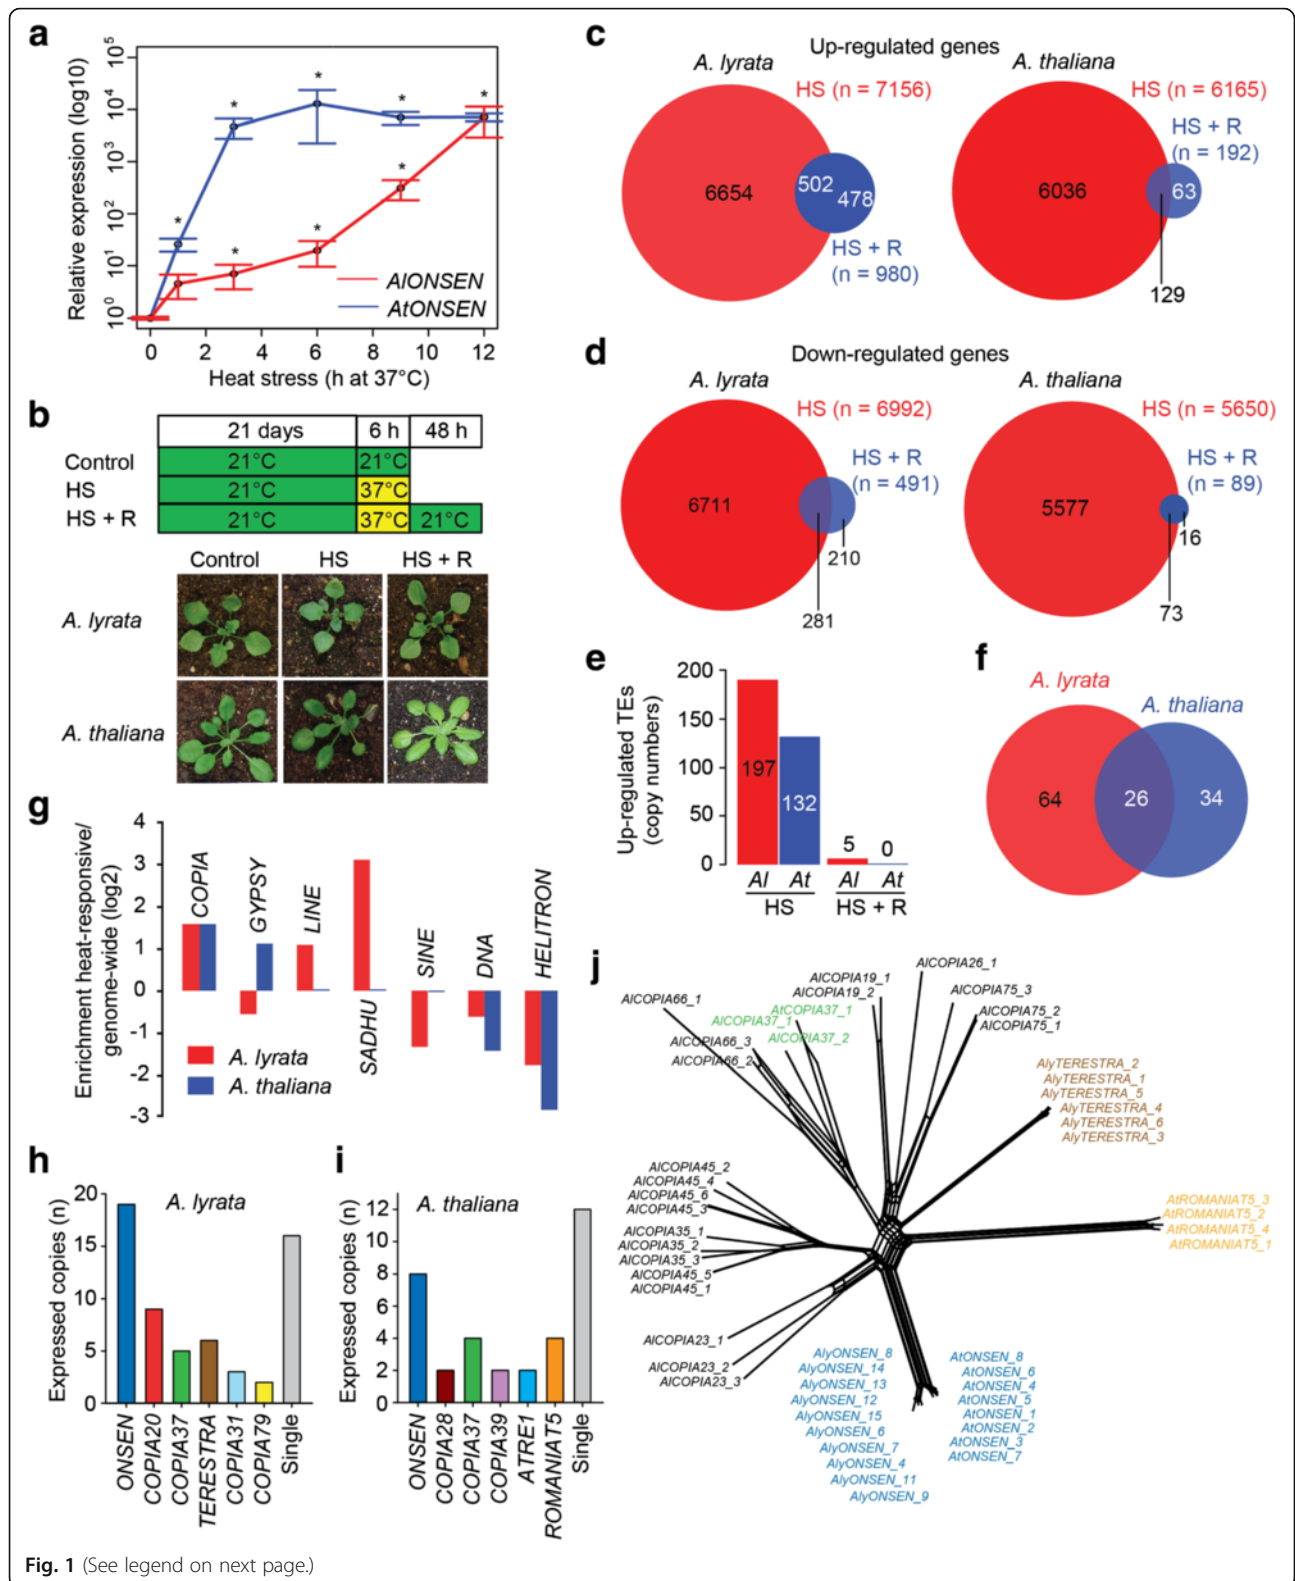 a
Relative expression (log10)
10^5
10^4
10^3
10^2
10^1
10^0
*
*
*
*
*
*
*
*
AlONSEN
AtONSEN
0 2 4 6 8 10 12
Heat stress (h at 37°C)
b
21 days 6 h 48 h
Control 21°C 21°C
HS 21°C 37°C
HS + R 21°C 37°C 21°C
Control HS HS + R
A. lyrata
A. thaliana
c
Up-regulated genes
A. lyrata
HS (n = 7156)
6654
502
478
HS + R
(n = 980)
A. thaliana
HS (n = 6165)
HS + R
(n = 192)
6036
63
129
d
Down-regulated genes
A. lyrata
HS (n = 6992)
HS + R
(n = 491)
6711
210
281
A. thaliana
HS (n = 5650)
HS + R
(n = 89)
5577
16
73
e
Up-regulated TEs
(copy numbers)
200
150
100
50
0
197
132
5
0
Al At Al At
HS HS + R
f
A. lyrata
A. thaliana
64 26 34
g
Enrichment heat-responsive/
genome-wide (log2)
4
3
2
1
0
-1
-2
-3
COPIA
GYPSY
LINE
SADHU
SINE
DNA
HELITRON
A. lyrata
A. thaliana
h
A. lyrata
Expressed copies (n)
20
15
10
5
0
ONSEN
COPIA20
COPIA37
TERESTRA
COPIA31
COPIA79
Single
i
A. thaliana
Expressed copies (n)
12
10
8
6
4
2
0
ONSEN
COPIA28
COPIA37
COPIA39
ATRE1
ROMANIAT5
Single
j
AlCOPIA66_1
AlCOPIA19_1
AlCOPIA19_2
AlCOPIA26_1
AlCOPIA75_3
AlCOPIA75_2
AlCOPIA75_1
AtCOPIA37_1
AlCOPIA37_1
AlCOPIA37_2
AlCOPIA66_3
AlCOPIA66_2
AlyTERESTRA_2
AlyTERESTRA_1
AlyTERESTRA_5
AlyTERESTRA_4
AlyTERESTRA_6
AlyTERESTRA_3
AlCOPIA45_2
AlCOPIA45_4
AlCOPIA45_6
AlCOPIA45_3
AlCOPIA35_1
AlCOPIA35_2
AlCOPIA35_3
AlCOPIA45_5
AlCOPIA45_1
AtROMANIAT5_3
AtROMANIAT5_2
AtROMANIAT5_4
AtROMANIAT5_1
AlCOPIA23_1
AlCOPIA23_2
AlCOPIA23_3
AlyONSEN_8
AlyONSEN_14
AlyONSEN_13
AlyONSEN_12
AlyONSEN_15
AlyONSEN_6
AlyONSEN_7
AlyONSEN_4
AlyONSEN_11
AlyONSEN_9
AtONSEN_8
AtONSEN_6
AtONSEN_4
AtONSEN_5
AtONSEN_1
AtONSEN_2
AtONSEN_3
AtONSEN_7
Fig. 1 (See legend on next page.)